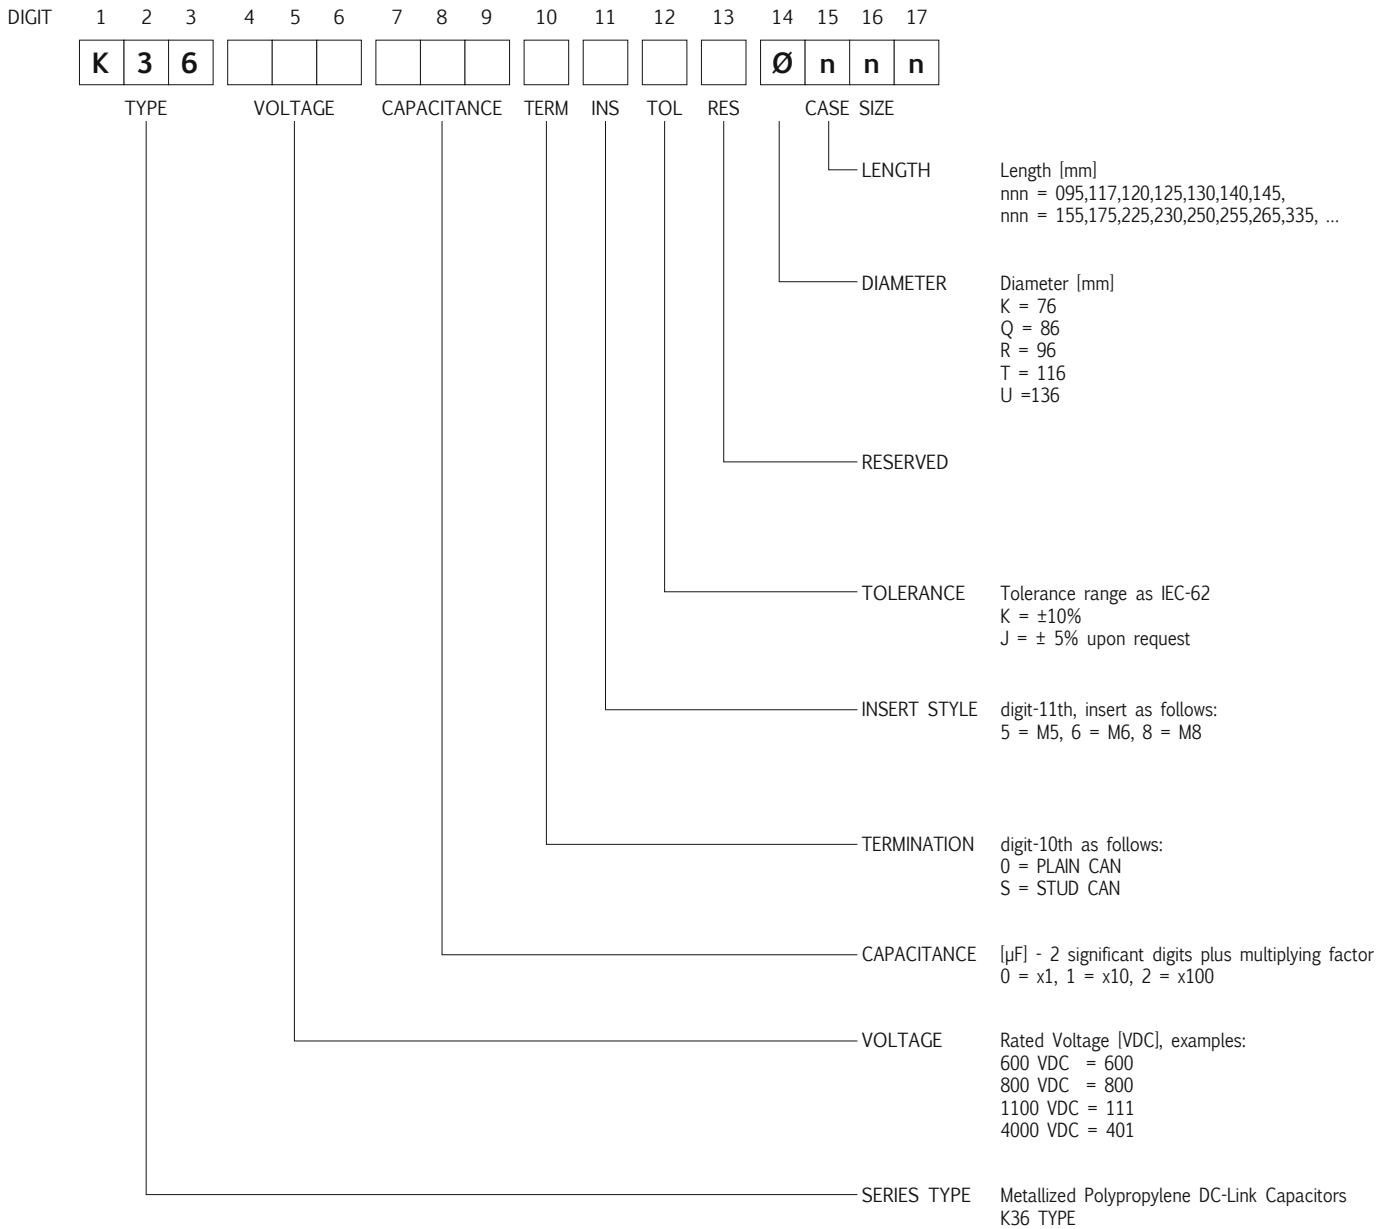 DIGIT 1 2 3 4 5 6 7 8 9 10 11 12 13 14 15 16 17
K 3 6 Ø n n n
TYPE VOLTAGE CAPACITANCE TERM INS TOL RES CASE SIZE
LENGTH Length [mm]
nnn = 095,117,120,125,130,140,145,
nnn = 155,175,225,230,250,255,265,335, ...
DIAMETER Diameter [mm]
K = 76
Q = 86
R = 96
T = 116
U =136
RESERVED
TOLERANCE Tolerance range as IEC-62
K = ±10%
J = ± 5% upon request
INSERT STYLE digit-11th, insert as follows:
5 = M5, 6 = M6, 8 = M8
TERMINATION digit-10th as follows:
0 = PLAIN CAN
S = STUD CAN
CAPACITANCE [µF] - 2 significant digits plus multiplying factor
0 = x1, 1 = x10, 2 = x100
VOLTAGE Rated Voltage [VDC], examples:
600 VDC = 600
800 VDC = 800
1100 VDC = 111
4000 VDC = 401
SERIES TYPE Metallized Polypropylene DC-Link Capacitors
K36 TYPE